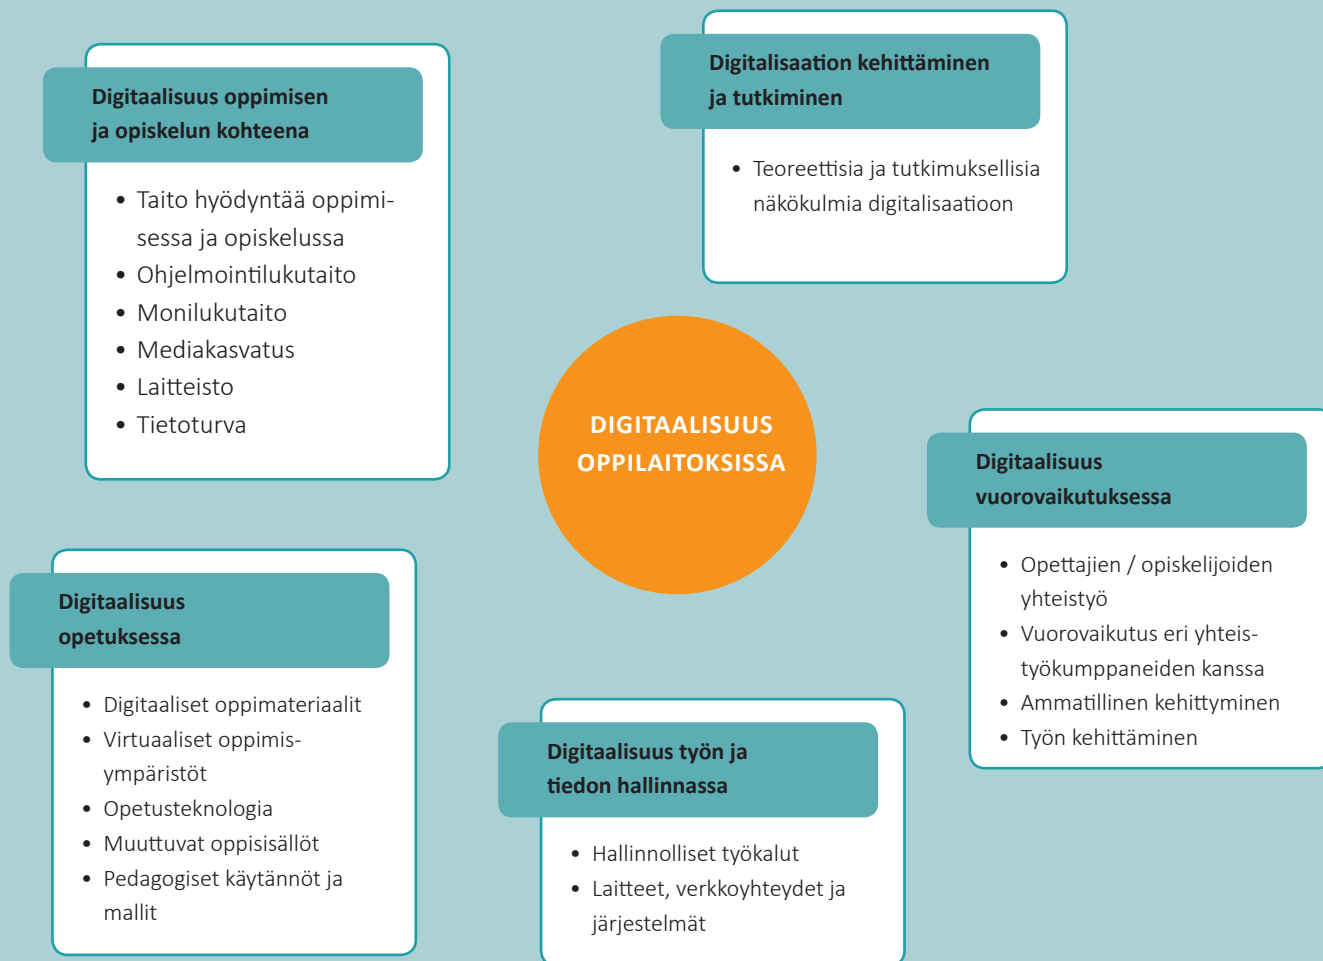 Digitaalisuus oppimisen
ja opiskelun kohteena
• Taito hyödyntää oppimi-
sessa ja opiskelussa
• Ohjelmointilukutaito
• Monilukutaito
• Mediakasvatus
• Laitteisto
• Tietoturva
Digitalisaation kehittäminen
ja tutkiminen
• Teoreettisia ja tutkimuksellisia
näkökulmia digitalisaatioon
DIGITAALISUUS
OPPILAITOKSISSA
Digitaalisuus
vuorovaikutuksessa
• Opettajien / opiskelijoiden
yhteistyö
• Vuorovaikutus eri yhteis-
työkumppaneiden kanssa
• Ammatillinen kehittyminen
• Työn kehittäminen
Digitaalisuus
opetuksessa
• Digitaaliset oppimateriaalit
• Virtuaaliset oppimis-
ympäristöt
• Opetusteknologia
• Muuttuvat oppisisällöt
• Pedagogiset käytännöt ja
mallit
Digitaalisuus työn ja
tiedon hallinnassa
• Hallinnolliset työkalut
• Laitteet, verkkoyhteydet ja
järjestelmät